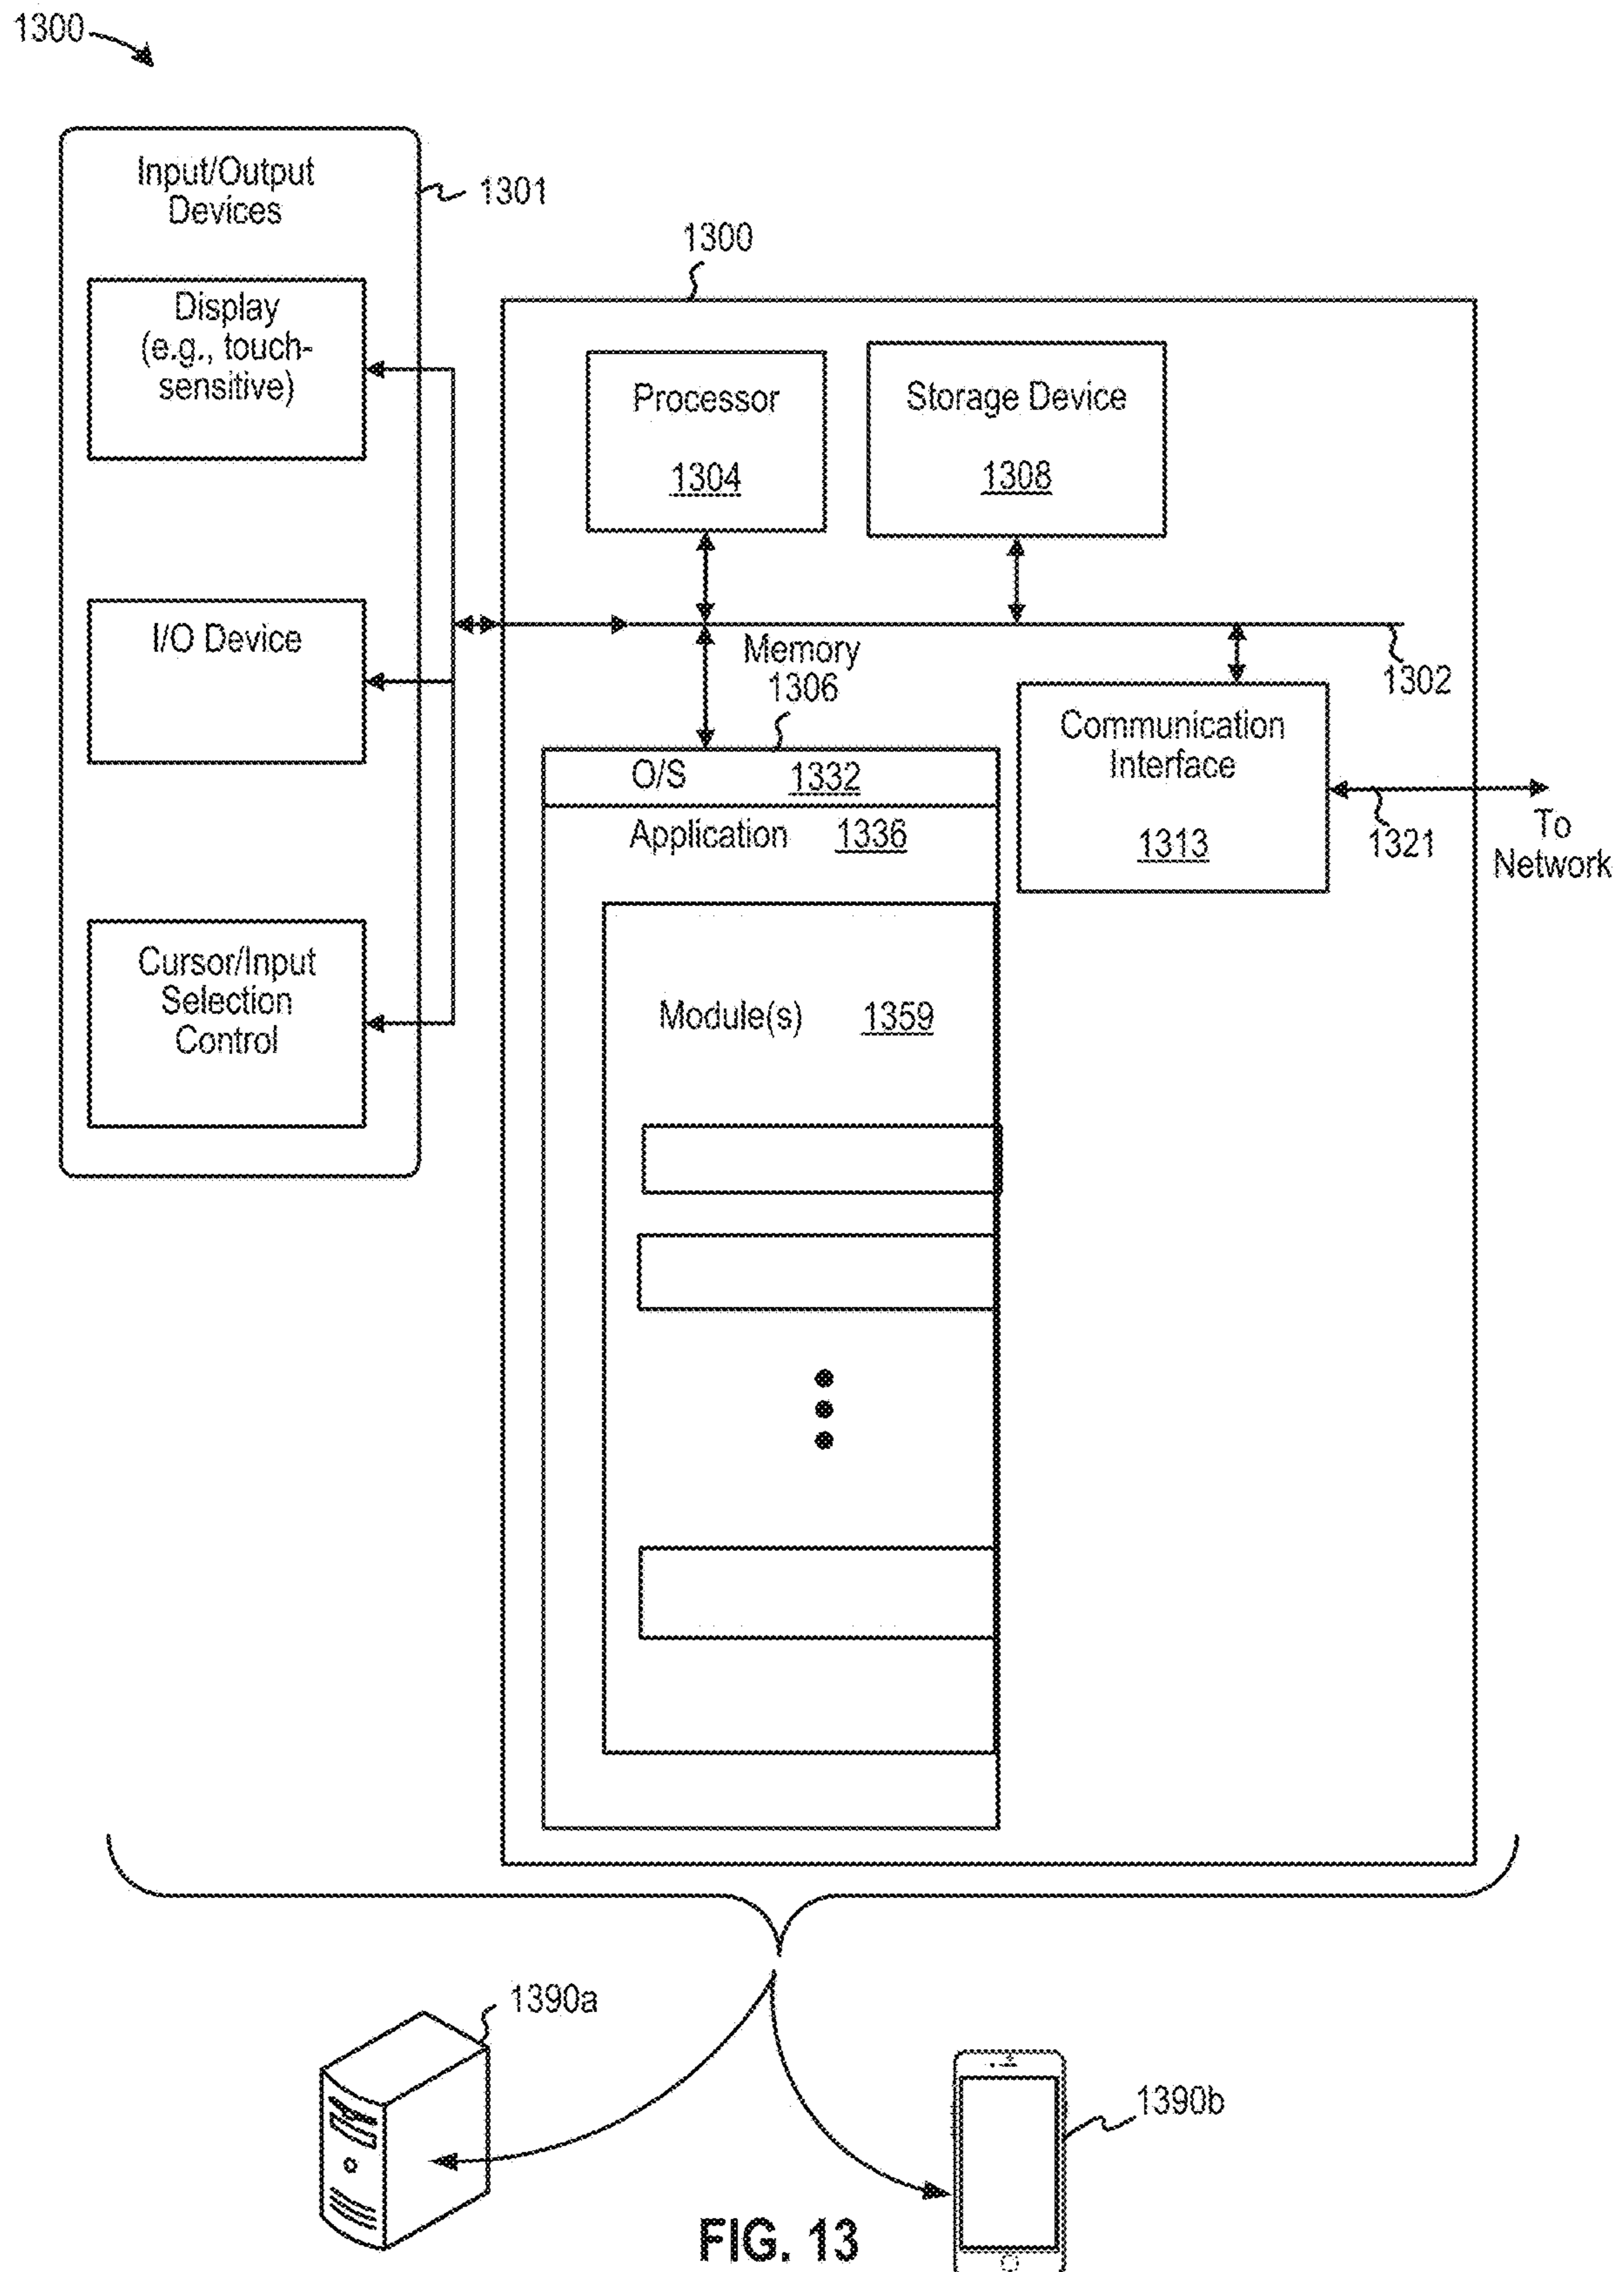 1300
Input/Output
Devices
1301
Display
(e.g., touch-
sensitive)
I/O Device
Cursor/Input
Selection
Control
1300
Processor
1304
Storage Device
1308
1302
Memory
1306
O/S 1332
Application 1336
Module(s) 1359
Communication
Interface
1313
1321
To
Network
1390a
1390b
FIG. 13